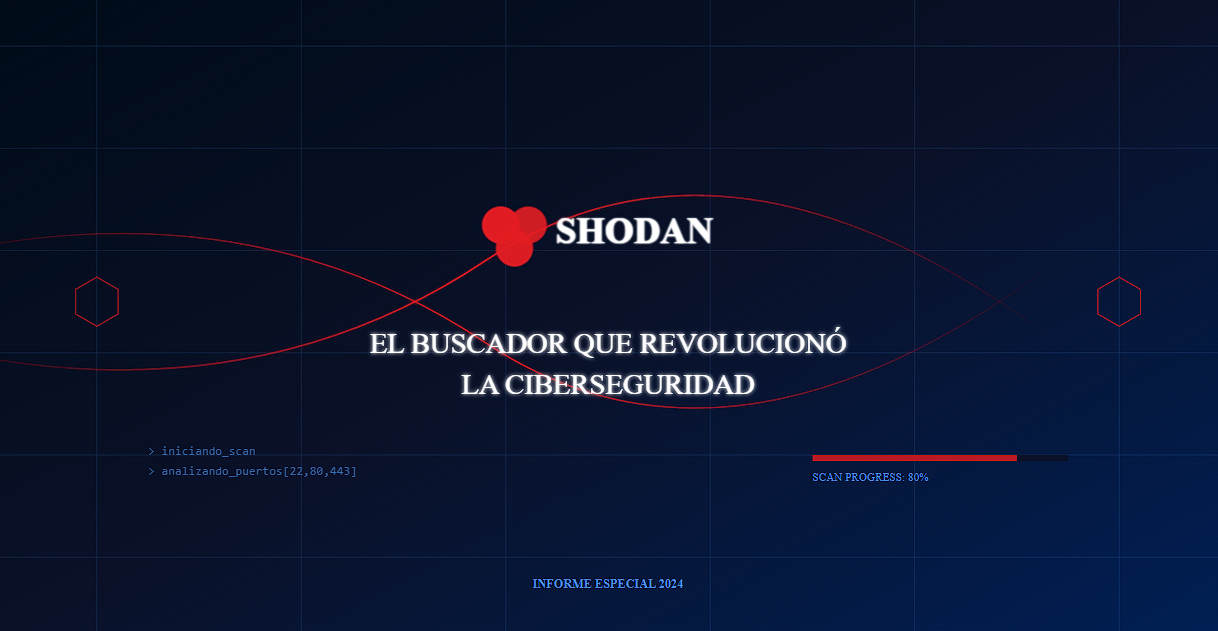 SHODAN
EL BUSCADOR QUE REVOLUCIONÓ
LA CIBERSEGURIDAD
> iniciando_scan
> analizando_puertos[22,80,443]
SCAN PROGRESS: 80%
INFORME ESPECIAL 2024